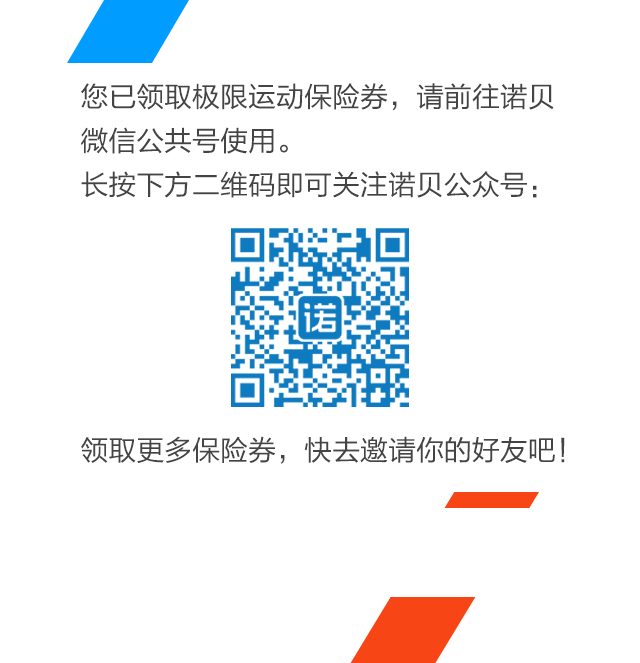 您已领取极限运动保险券，请前往诺贝
微信公共号使用。
长按下方二维码即可关注诺贝公众号：
诺
领取更多保险券，快去邀请你的好友吧！